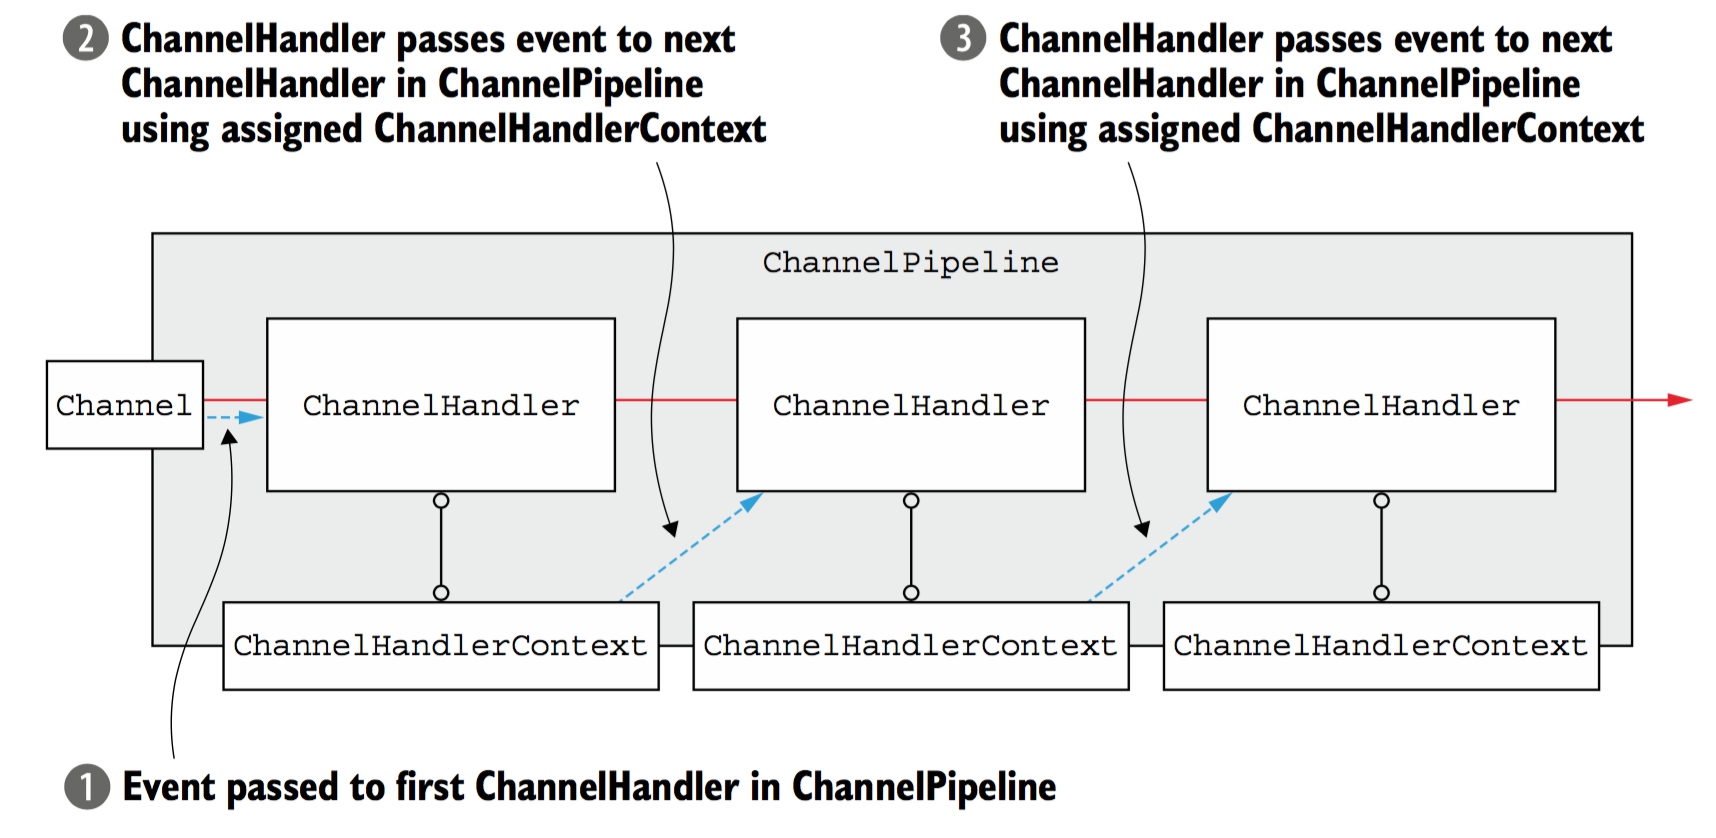 2 ChannelHandler passes event to next
ChannelHandler in ChannelPipeline
using assigned ChannelHandlerContext
3 ChannelHandler passes event to next
ChannelHandler in ChannelPipeline
using assigned ChannelHandlerContext
ChannelPipeline
Channel
ChannelHandler
ChannelHandler
ChannelHandler
ChannelHandlerContext
ChannelHandlerContext
ChannelHandlerContext
1 Event passed to first ChannelHandler in ChannelPipeline